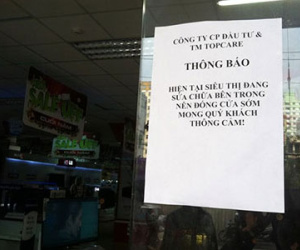 CÔNG TY CP ĐẦU TƯ &
TM TOPCARE
THÔNG BÁO
HIỆN TẠI SIÊU THỊ ĐANG
SỬA CHỮA BÊN TRONG
NÊN ĐÓNG CỬA SỚM
MONG QUÝ KHÁCH
THÔNG CẢM!